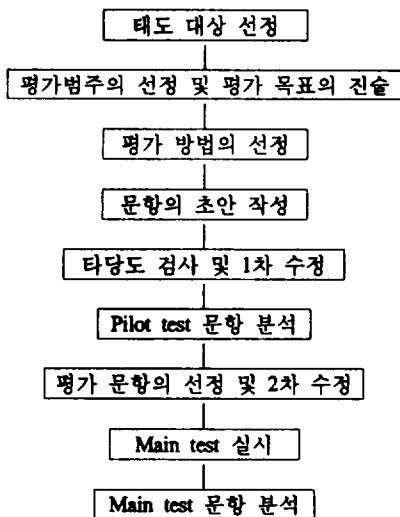 태도 대상 선정
평가범주의 선정 및 평가 목표의 진술
평가 방법의 선정
문항의 초안 작성
타당도 검사 및 1차 수정
Pilot test 문항 분석
평가 문항의 선정 및 2차 수정
Main test 실시
Main test 문항 분석